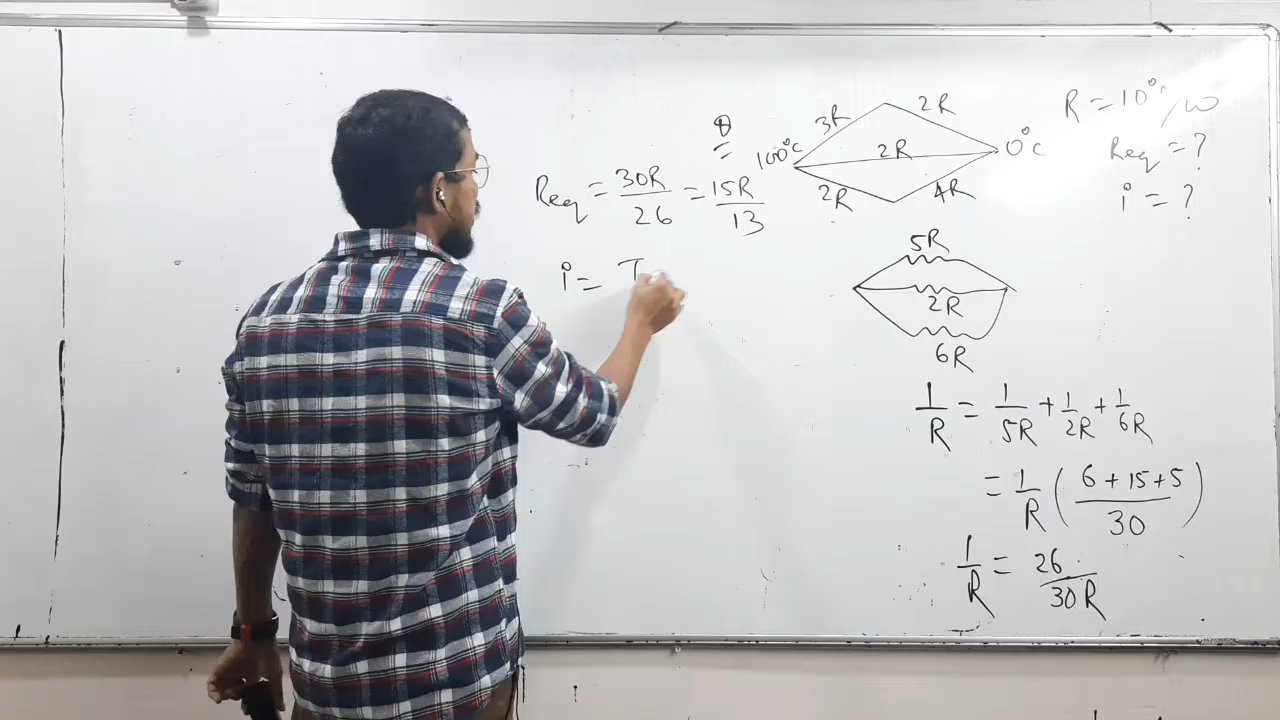 θ
=
Req = 30R/26 = 15R/13
i = T
3R 2R
100°C 2R 0°C
2R 4R
R = 10°C/W
Req = ?
i = ?
5R
2R
6R
1/R = 1/5R + 1/2R + 1/6R
= 1/R ( 6 + 15 + 5 / 30 )
1/R = 26/30R